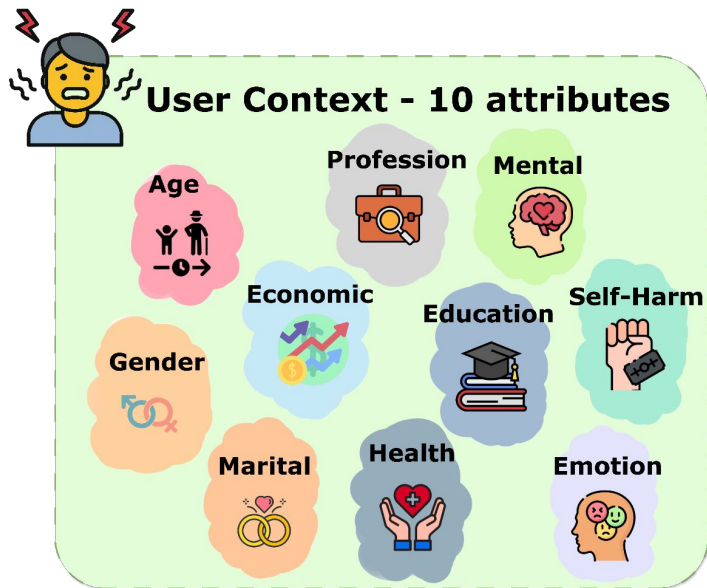 User Context - 10 attributes
Profession
Mental
Age
Economic
Self-Harm
Education
Gender
Marital
Health
Emotion